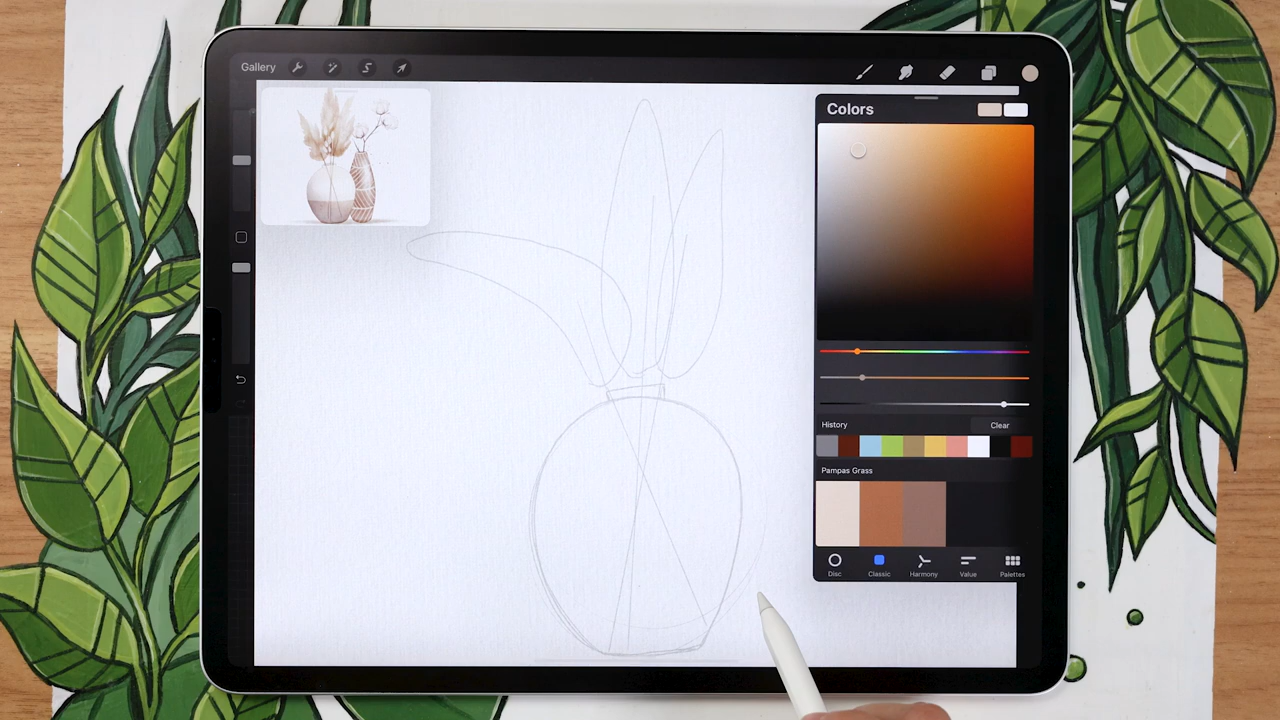 Gallery
Colors
History
Clear
Pampas Grass
Disc
Classic
Harmony
Value
Palettes